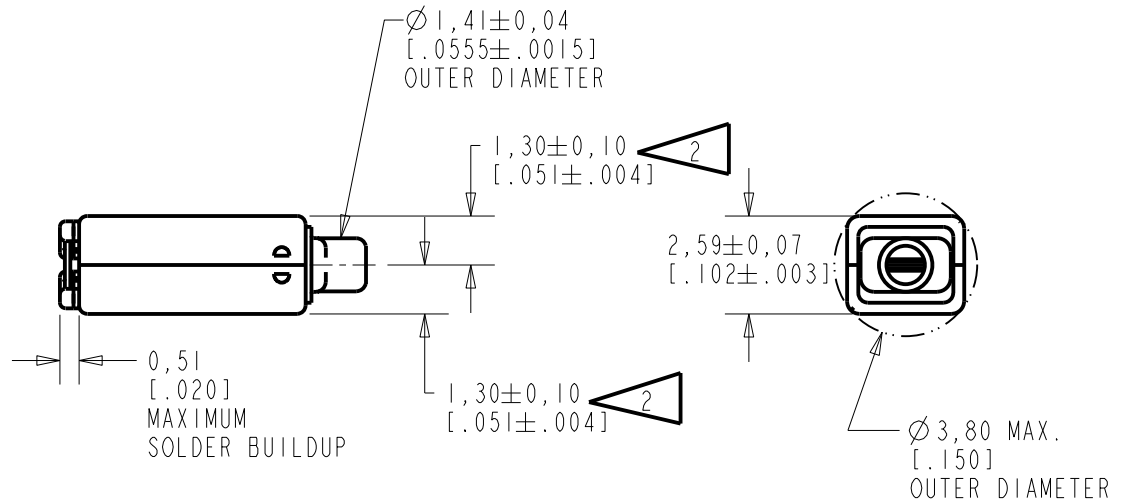 Ø 1,41±0,04
[.0555±.0015]
OUTER DIAMETER
1,30±0,10
[.051±.004]
2
2,59±0,07
[.102±.003]
0,51
[.020]
MAXIMUM
SOLDER BUILDUP
1,30±0,10
[.051±.004]
2
Ø 3,80 MAX.
[.150]
OUTER DIAMETER